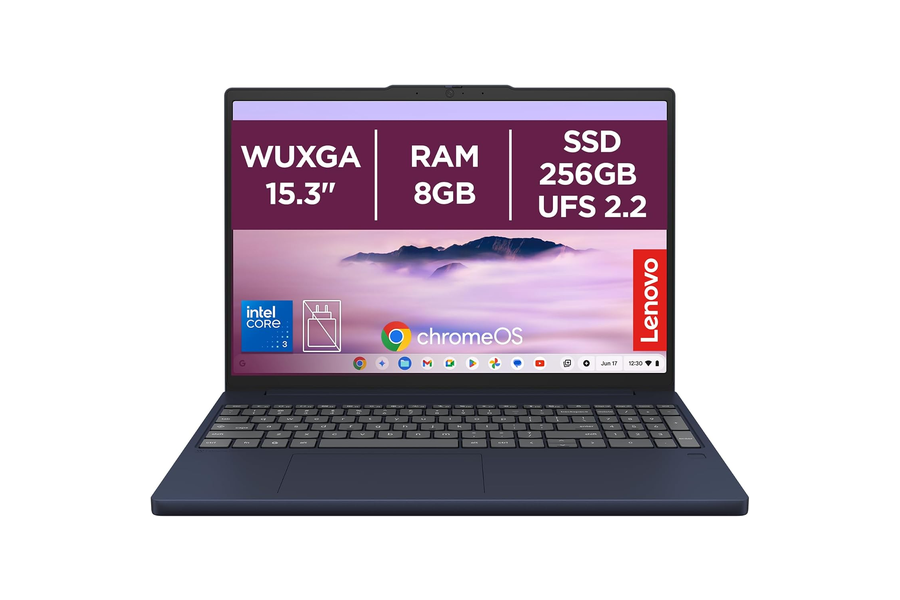 WUXGA
15.3"
RAM
8GB
SSD
256GB
UFS 2.2
Lenovo
intel
CORE
3
chromeOS
Jun 17
12:30